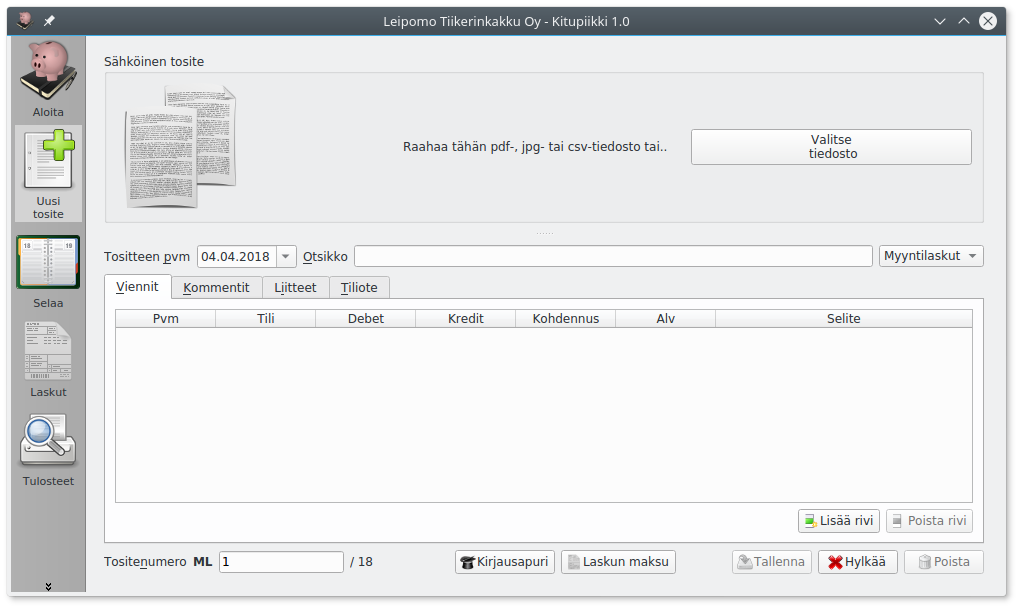 Leipomo Tiikerinkakku Oy - Kitupiikki 1.0
Aloita
Uusi
tosite
Selaa
Laskut
Tulosteet
Sähköinen tosite
Raahaa tähän pdf-, jpg- tai csv-tiedosto tai..
Valitse
tiedosto
Tositteen pvm 04.04.2018 Otsikko Myyntilaskut
Viennit Kommentit Liitteet Tiliote
Pvm Tili Debet Kredit Kohdennus Alv Selite
Lisää rivi Poista rivi
Tositenumero ML 1 / 18 Kirjausapuri Laskun maksu Tallenna Hylkää Poista